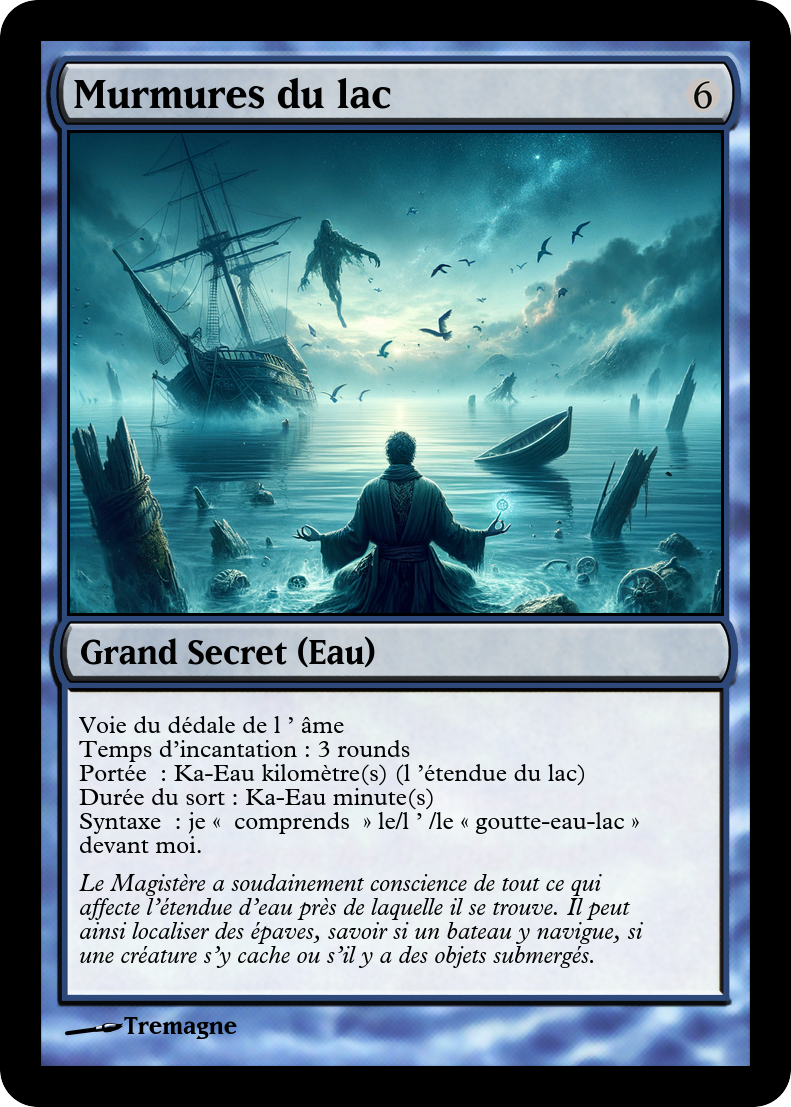 Murmures du lac
6
Grand Secret (Eau)
Voie du dédale de l ’ âme
Temps d’incantation : 3 rounds
Portée  : Ka-Eau kilomètre(s) (l ’étendue du lac)
Durée du sort : Ka-Eau minute(s)
Syntaxe  : je «  comprends  » le/l ’ /le « goutte-eau-lac »
devant moi.
Le Magistère a soudainement conscience de tout ce qui
affecte l’étendue d’eau près de laquelle il se trouve. Il peut
ainsi localiser des épaves, savoir si un bateau y navigue, si
une créature s’y cache ou s’il y a des objets submergés.
Tremagne